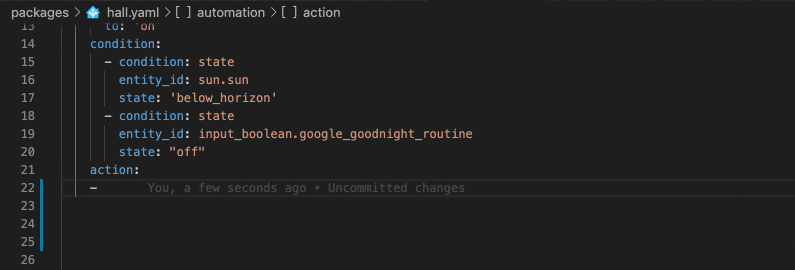 packages > hall.yaml > [ ] automation > [ ] action
13 to: 'on'
14 condition:
15 - condition: state
16 entity_id: sun.sun
17 state: 'below_horizon'
18 - condition: state
19 entity_id: input_boolean.google_goodnight_routine
20 state: "off"
21 action:
22 - You, a few seconds ago • Uncommitted changes
23
24
25
26